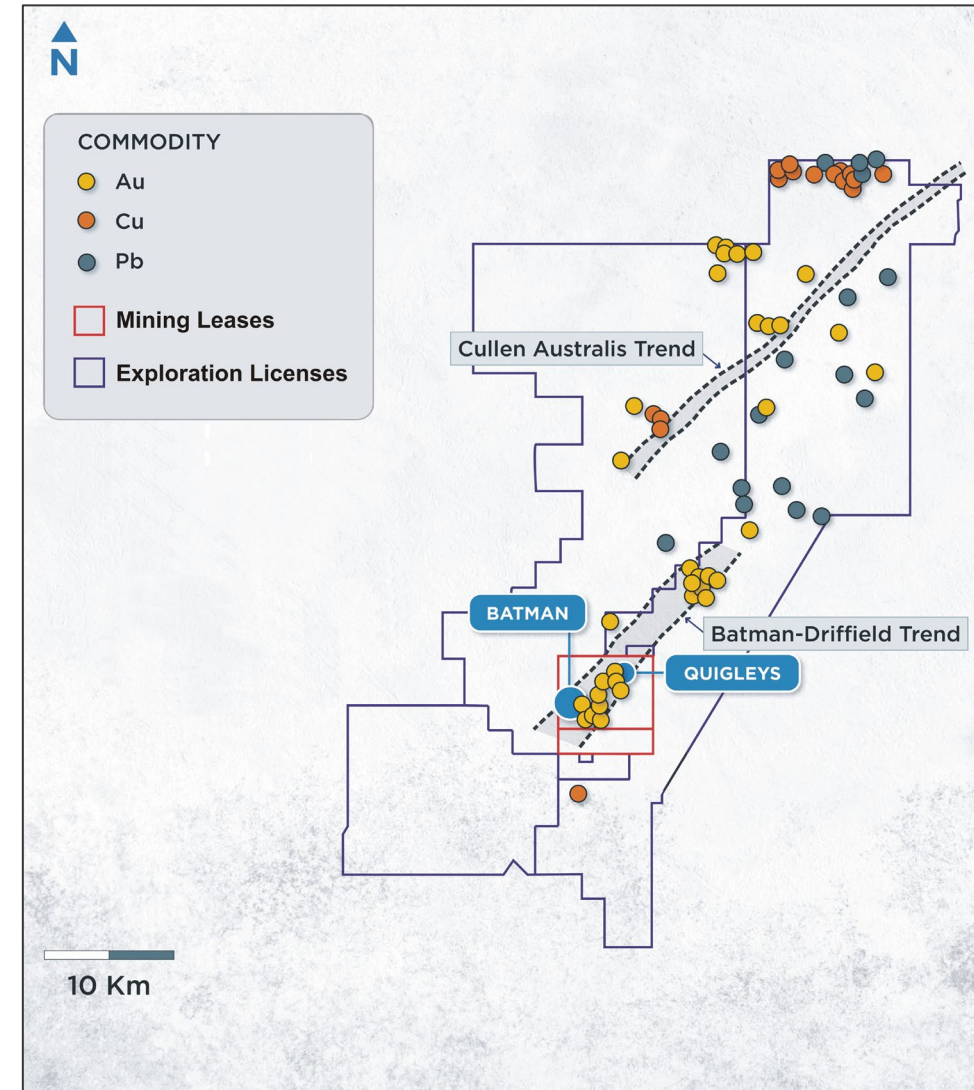 N
COMMODITY
Au
Cu
Pb
Mining Leases
Exploration Licenses
Cullen Australis Trend
BATMAN
Batman-Driffield Trend
QUIGLEYS
10 Km